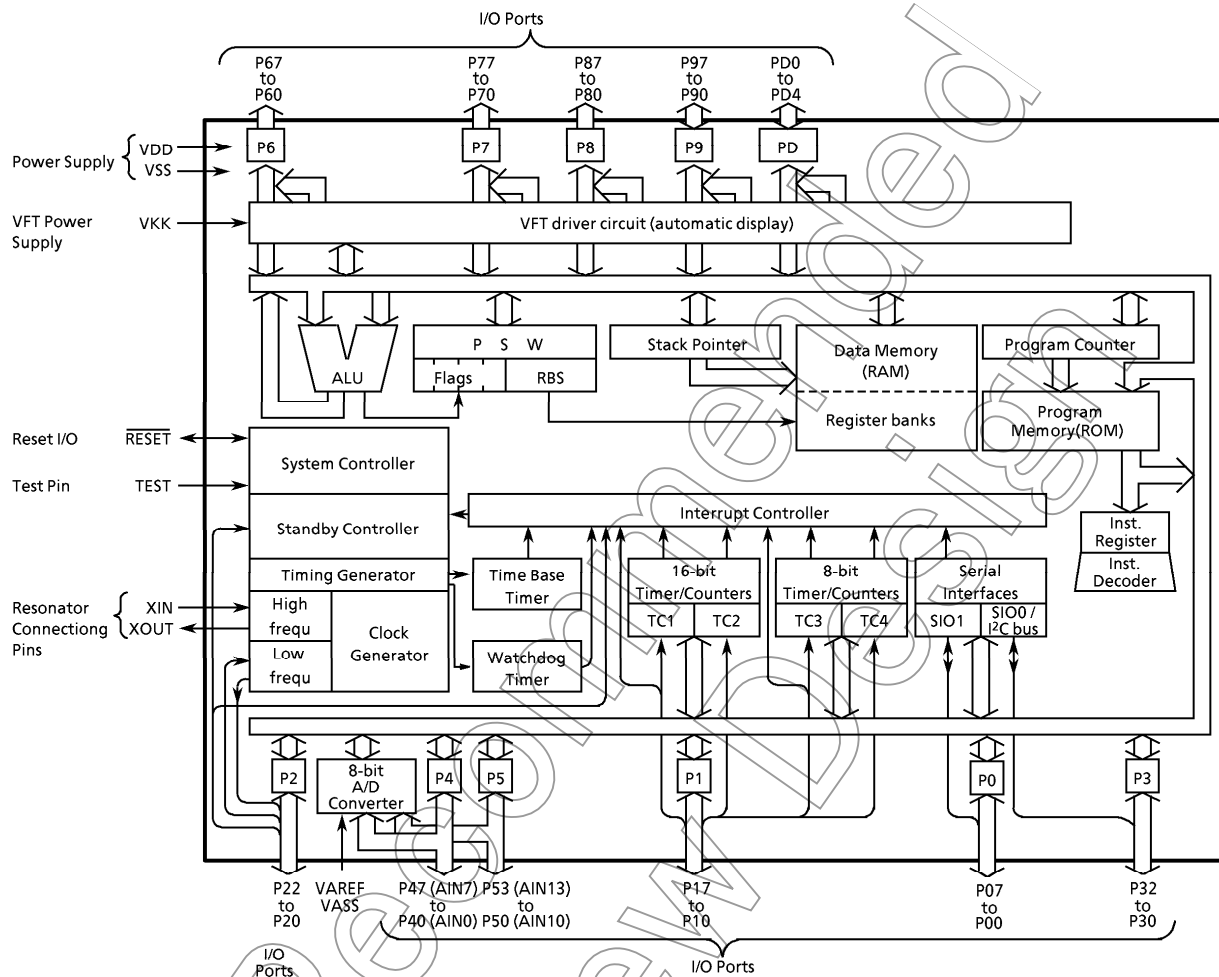 I/O Ports
P67 to P60
P77 to P70
P87 to P80
P97 to P90
PD0 to PD4
Power Supply
VDD
VSS
P6
P7
P8
P9
PD
VFT Power Supply
VKK
VFT driver circuit (automatic display)
ALU
P S W
Flags
RBS
Stack Pointer
Data Memory (RAM)
Register banks
Program Counter
Program Memory(ROM)
Reset I/O
RESET
Test Pin
TEST
System Controller
Standby Controller
Timing Generator
Interrupt Controller
Inst. Register
Inst. Decoder
Time Base Timer
16-bit Timer/Counters
TC1
TC2
8-bit Timer/Counters
TC3
TC4
Serial Interfaces
SIO1
SIO0 / I²C bus
Resonator Connectiong Pins
XIN
XOUT
High frequ
Low frequ
Clock Generator
Watchdog Timer
P2
8-bit A/D Converter
P4
P5
P1
P0
P3
P22 to P20
VAREF
VASS
P47 (AIN7) to P40 (AIN0)
P53 (AIN13) to P50 (AIN10)
P17 to P10
P07 to P00
P32 to P30
I/O Ports
I/O Ports
ecommended
ew Design